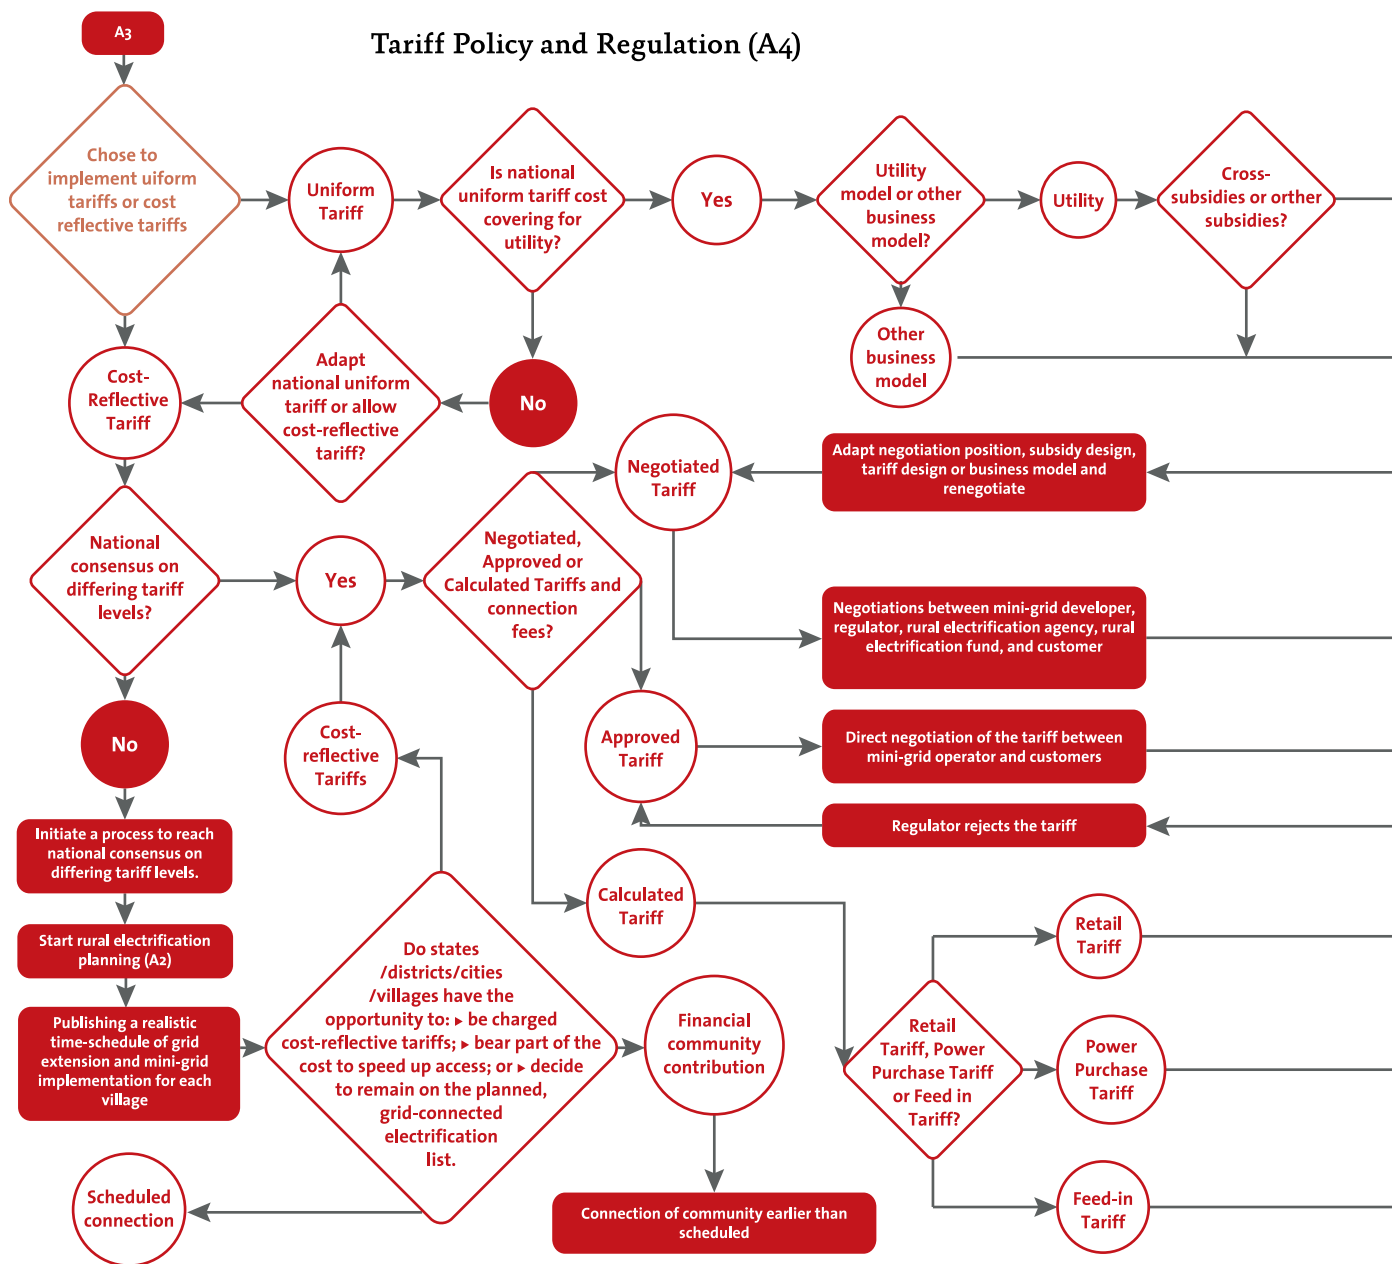 A3
Tariff Policy and Regulation (A4)
Chose to
implement uiform
tariffs or cost
reflective tariffs
Uniform
Tariff
Is national
uniform tariff cost
covering for
utility?
Yes
Utility
model or other
business
model?
Utility
Cross-
subsidies or orther
subsidies?
Other
business
model
Cost-
Reflective
Tariff
Adapt
national uniform
tariff or allow
cost-reflective
tariff?
No
Negotiated
Tariff
Adapt negotiation position, subsidy design,
tariff design or business model and
renegotiate
National
consensus on
differing tariff
levels?
Yes
Negotiated,
Approved or
Calculated Tariffs and
connection
fees?
Negotiations between mini-grid developer,
regulator, rural electrification agency, rural
electrification fund, and customer
No
Cost-
reflective
Tariffs
Approved
Tariff
Direct negotiation of the tariff between
mini-grid operator and customers
Regulator rejects the tariff
Initiate a process to reach
national consensus on
differing tariff levels.
Calculated
Tariff
Start rural electrification
planning (A2)
Retail
Tariff
Do states
/districts/cities
/villages have the
opportunity to: ▸ be charged
cost-reflective tariffs; ▸ bear part of the
cost to speed up access; or ▸ decide
to remain on the planned,
grid-connected
electrification
list.
Publishing a realistic
time-schedule of grid
extension and mini-grid
implementation for each
village
Financial
community
contribution
Retail
Tariff, Power
Purchase Tariff
or Feed in
Tariff?
Power
Purchase
Tariff
Scheduled
connection
Connection of community earlier than
scheduled
Feed-in
Tariff